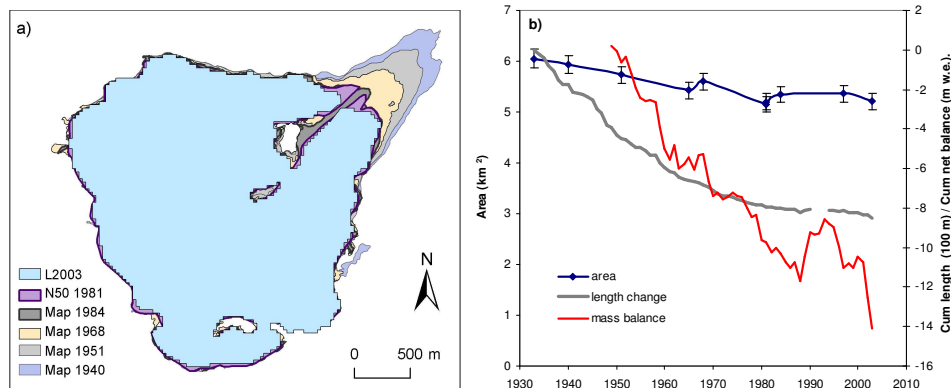 a)
N
L2003
N50 1981
Map 1984
Map 1968
Map 1951
Map 1940
0 500 m
b)
7
6
5
4
3
2
1
0
Area (km ²)
area
length change
mass balance
1930 1940 1950 1960 1970 1980 1990 2000 2010
2
0
-2
-4
-6
-8
-10
-12
-14
-16
Cum length (100 m) / Cum net balance (m w.e.)